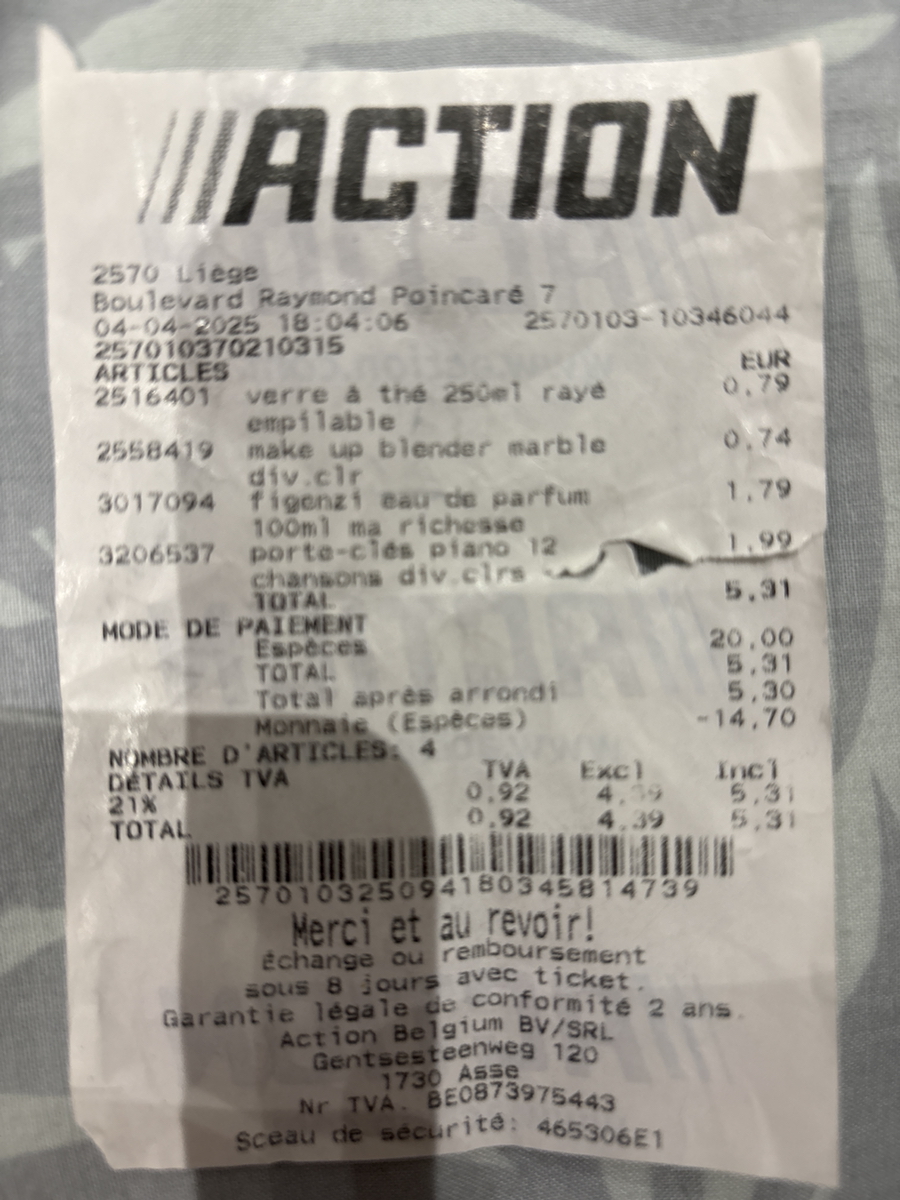 ACTION
2570 Liège
Boulevard Raymond Poincaré 7
04-04-2025 18:04:06 2570103-10346044
257010370210315
ARTICLES EUR
2516401 verre à thé 250ml rayé 0,79
empilable
2558419 make up blender marble 0,74
div.clr
3017094 figenzi eau de parfum 1,79
100ml ma richesse
3206537 porte-clés piano 12 1,99
chansons div.clrs
TOTAL 5,31
MODE DE PAIEMENT
Espèces 20,00
TOTAL 5,31
Total après arrondi 5,30
Monnaie (Espèces) -14,70
NOMBRE D'ARTICLES: 4
DÉTAILS TVA TVA Excl Incl
21% 0,92 4,39 5,31
TOTAL 0,92 4,39 5,31
257010325094180345814739
Merci et au revoir!
Échange ou remboursement
sous 8 jours avec ticket.
Garantie légale de conformité 2 ans.
Action Belgium BV/SRL
Gentsesteenweg 120
1730 Asse
Nr TVA. BE0873975443
Sceau de sécurité: 465306E1